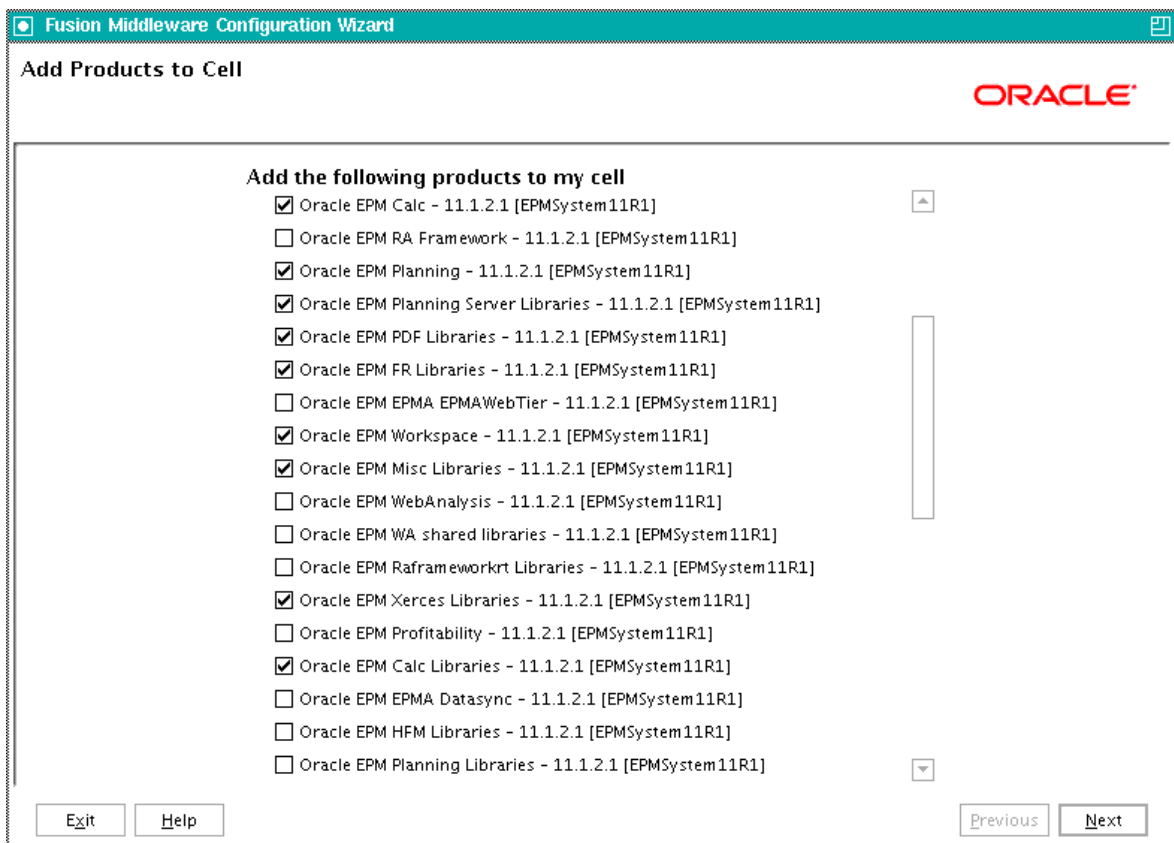 Fusion Middleware Configuration Wizard
Add Products to Cell
ORACLE
Add the following products to my cell
Oracle EPM Calc - 11.1.2.1 [EPMSystem11R1]
Oracle EPM RA Framework - 11.1.2.1 [EPMSystem11R1]
Oracle EPM Planning - 11.1.2.1 [EPMSystem11R1]
Oracle EPM Planning Server Libraries - 11.1.2.1 [EPMSystem11R1]
Oracle EPM PDF Libraries - 11.1.2.1 [EPMSystem11R1]
Oracle EPM FR Libraries - 11.1.2.1 [EPMSystem11R1]
Oracle EPM EPMA EPMAWebTier - 11.1.2.1 [EPMSystem11R1]
Oracle EPM Workspace - 11.1.2.1 [EPMSystem11R1]
Oracle EPM Misc Libraries - 11.1.2.1 [EPMSystem11R1]
Oracle EPM WebAnalysis - 11.1.2.1 [EPMSystem11R1]
Oracle EPM WA shared libraries - 11.1.2.1 [EPMSystem11R1]
Oracle EPM Raframeworkrt Libraries - 11.1.2.1 [EPMSystem11R1]
Oracle EPM Xerces Libraries - 11.1.2.1 [EPMSystem11R1]
Oracle EPM Profitability - 11.1.2.1 [EPMSystem11R1]
Oracle EPM Calc Libraries - 11.1.2.1 [EPMSystem11R1]
Oracle EPM EPMA Datasync - 11.1.2.1 [EPMSystem11R1]
Oracle EPM HFM Libraries - 11.1.2.1 [EPMSystem11R1]
Oracle EPM Planning Libraries - 11.1.2.1 [EPMSystem11R1]
Exit Help Previous Next